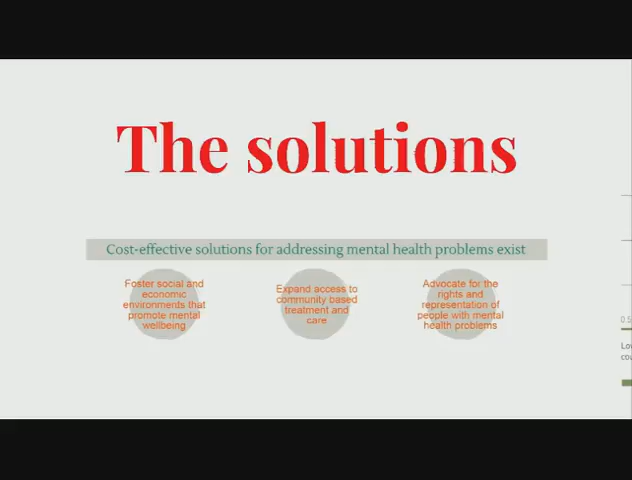 The solutions
Cost-effective solutions for addressing mental health problems exist
Foster social and
economic
environments that
promote mental
wellbeing
Expand access to
community based
treatment and
care
Advocate for the
rights and
representation of
people with mental
health problems